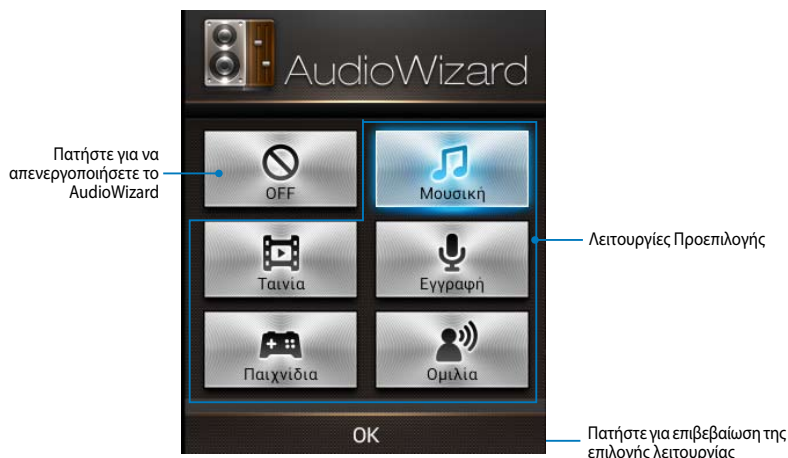 AudioWizard
Πατήστε για να
απενεργοποιήσετε το
AudioWizard
OFF
Μουσική
Λειτουργίες Προεπιλογής
Ταινία
Εγγραφή
Παιχνίδια
Ομιλία
OK
Πατήστε για επιβεβαίωση της
επιλογής λειτουργίας